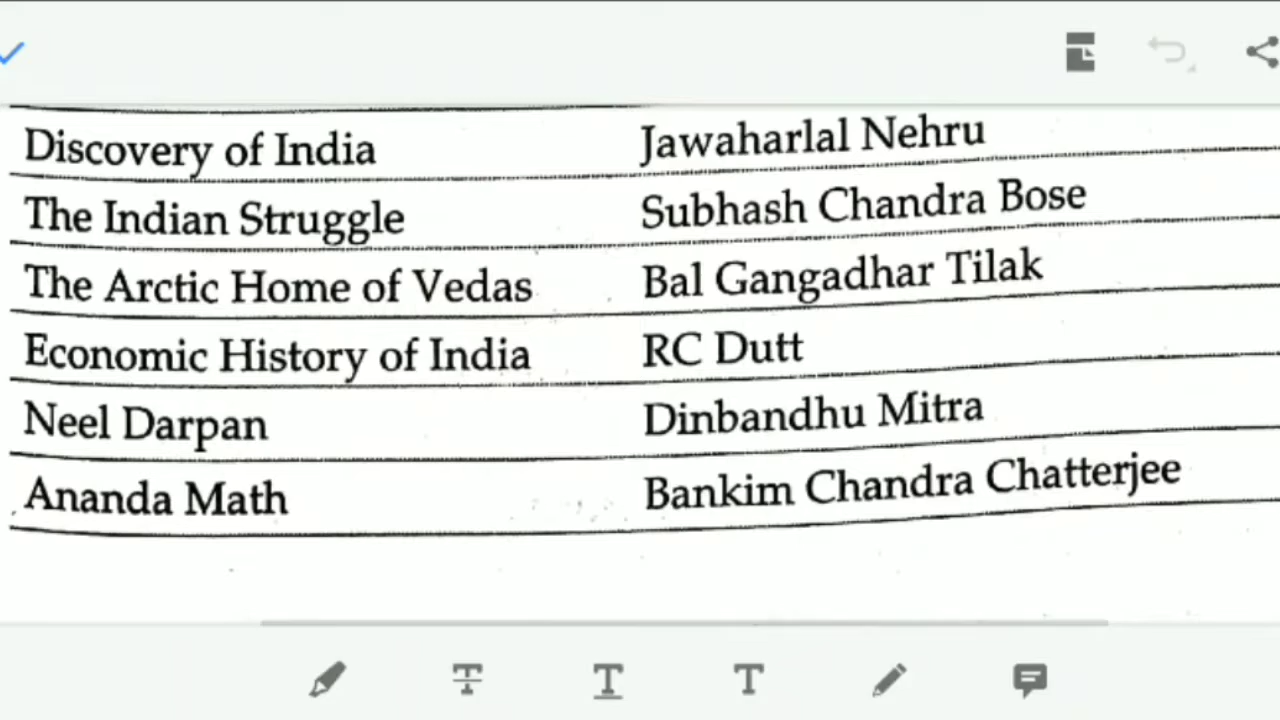 Discovery of India Jawaharlal Nehru
The Indian Struggle Subhash Chandra Bose
The Arctic Home of Vedas Bal Gangadhar Tilak
Economic History of India RC Dutt
Neel Darpan Dinbandhu Mitra
Ananda Math Bankim Chandra Chatterjee